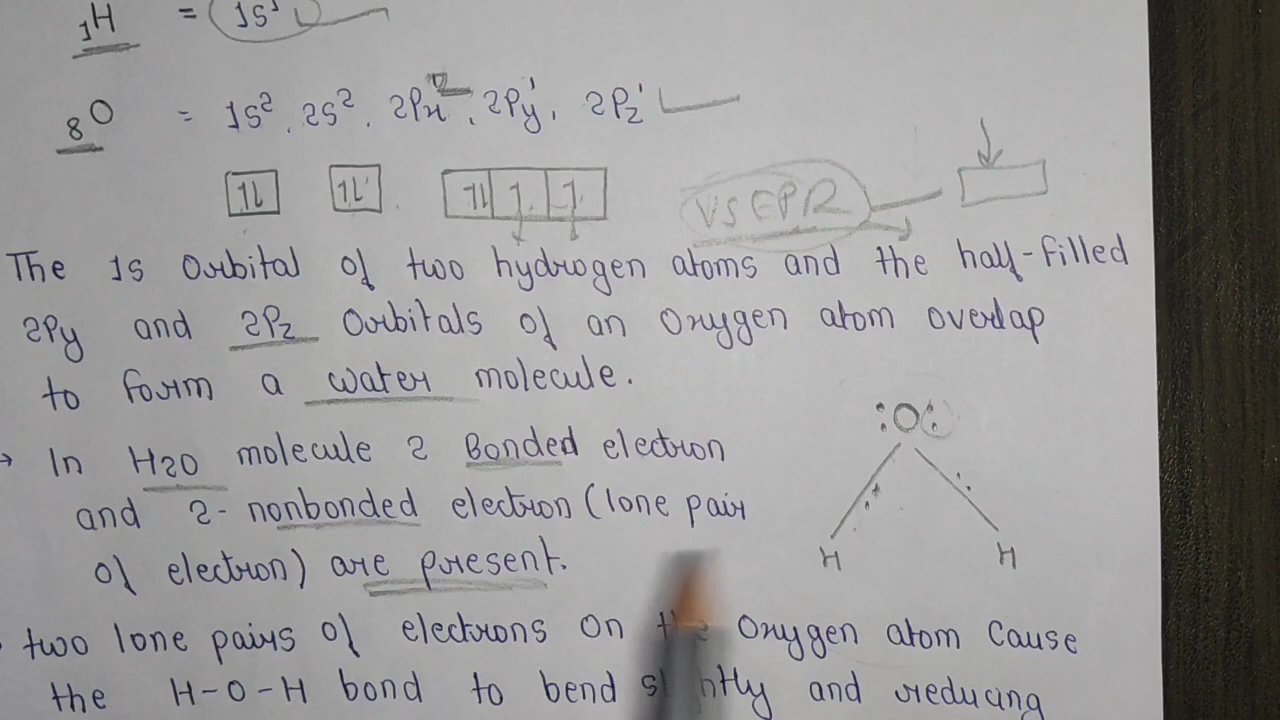 ₁H = 1s¹
₈O = 1s², 2s², 2Px², 2Py¹, 2Pz¹
1L 1L 1L 1 1 VSEPR
The 1s Orbital of two hydrogen atoms and the half-filled
2Py and 2Pz Orbitals of an Oxygen atom overlap
to form a water molecule.
→ In H2O molecule 2 Bonded electron
and 2-nonbonded electron (lone pair
of electron) are present.
:O:
H H
two lone pairs of electrons on the Oxygen atom Cause
the H-O-H bond to bend slightly and reducing